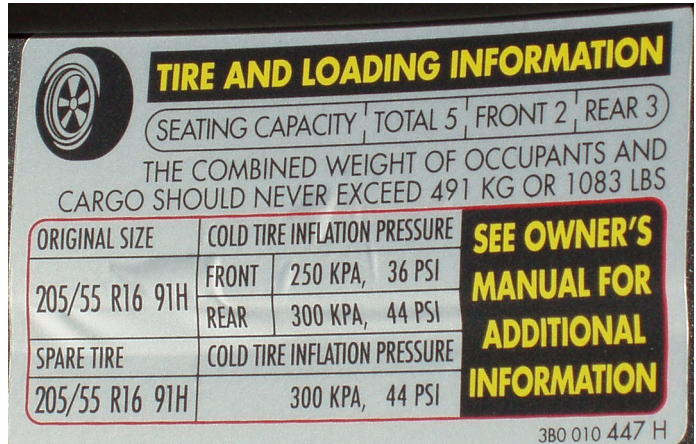 TIRE AND LOADING INFORMATION
SEATING CAPACITY TOTAL 5 FRONT 2 REAR 3
THE COMBINED WEIGHT OF OCCUPANTS AND
CARGO SHOULD NEVER EXCEED 491 KG OR 1083 LBS
ORIGINAL SIZE COLD TIRE INFLATION PRESSURE
205/55 R16 91H
FRONT 250 KPA, 36 PSI
REAR 300 KPA, 44 PSI
SPARE TIRE COLD TIRE INFLATION PRESSURE
205/55 R16 91H 300 KPA, 44 PSI
SEE OWNER'S
MANUAL FOR
ADDITIONAL
INFORMATION
3B0 010 447 H